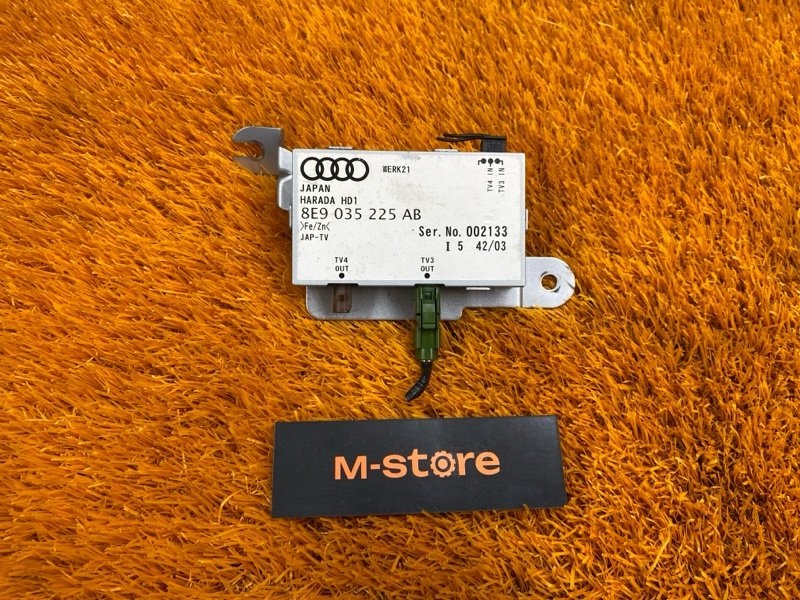 WERK21
TV4 IN
TV3 IN
JAPAN
HARADA HD1
8E9 035 225 AB
>Fe/Zn<
JAP-TV
Ser. No. 002133
I 5 42/03
TV4
OUT
TV3
OUT
M-store